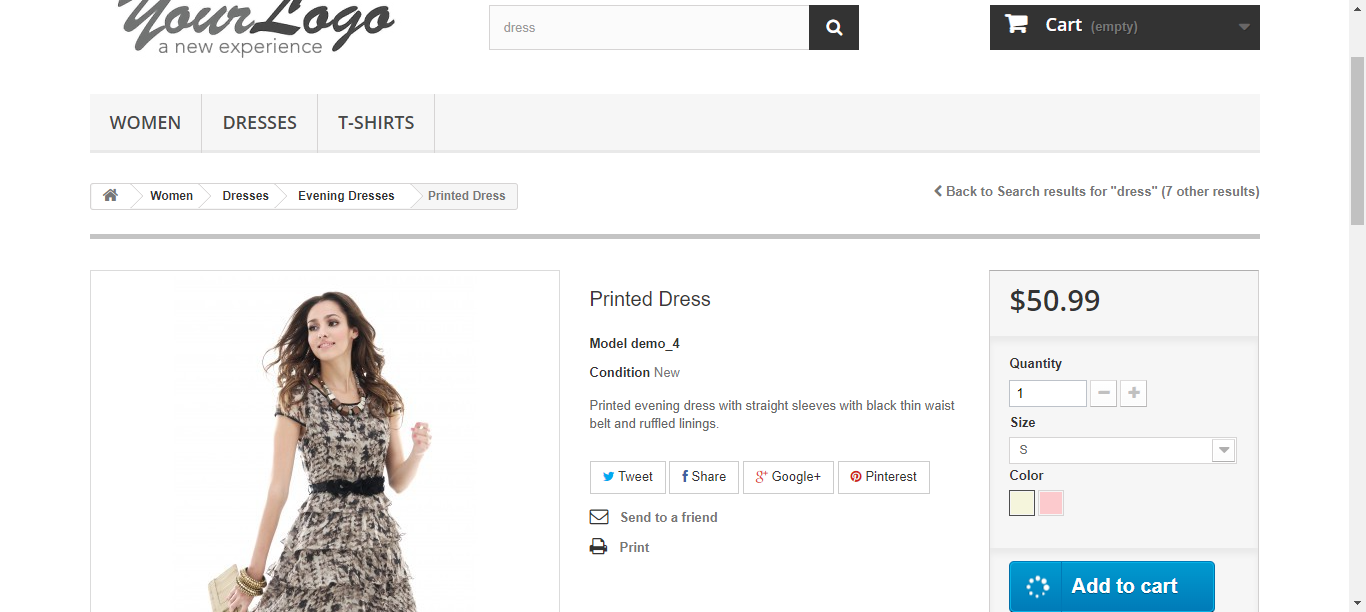 YourLogo
a new experience
dress
Cart (empty)
WOMEN DRESSES T-SHIRTS
Women Dresses Evening Dresses Printed Dress
Back to Search results for "dress" (7 other results)
Printed Dress
Model demo_4
Condition New
Printed evening dress with straight sleeves with black thin waist
belt and ruffled linings.
Tweet Share Google+ Pinterest
Send to a friend
Print
$50.99
Quantity
1
Size
S
Color
Add to cart